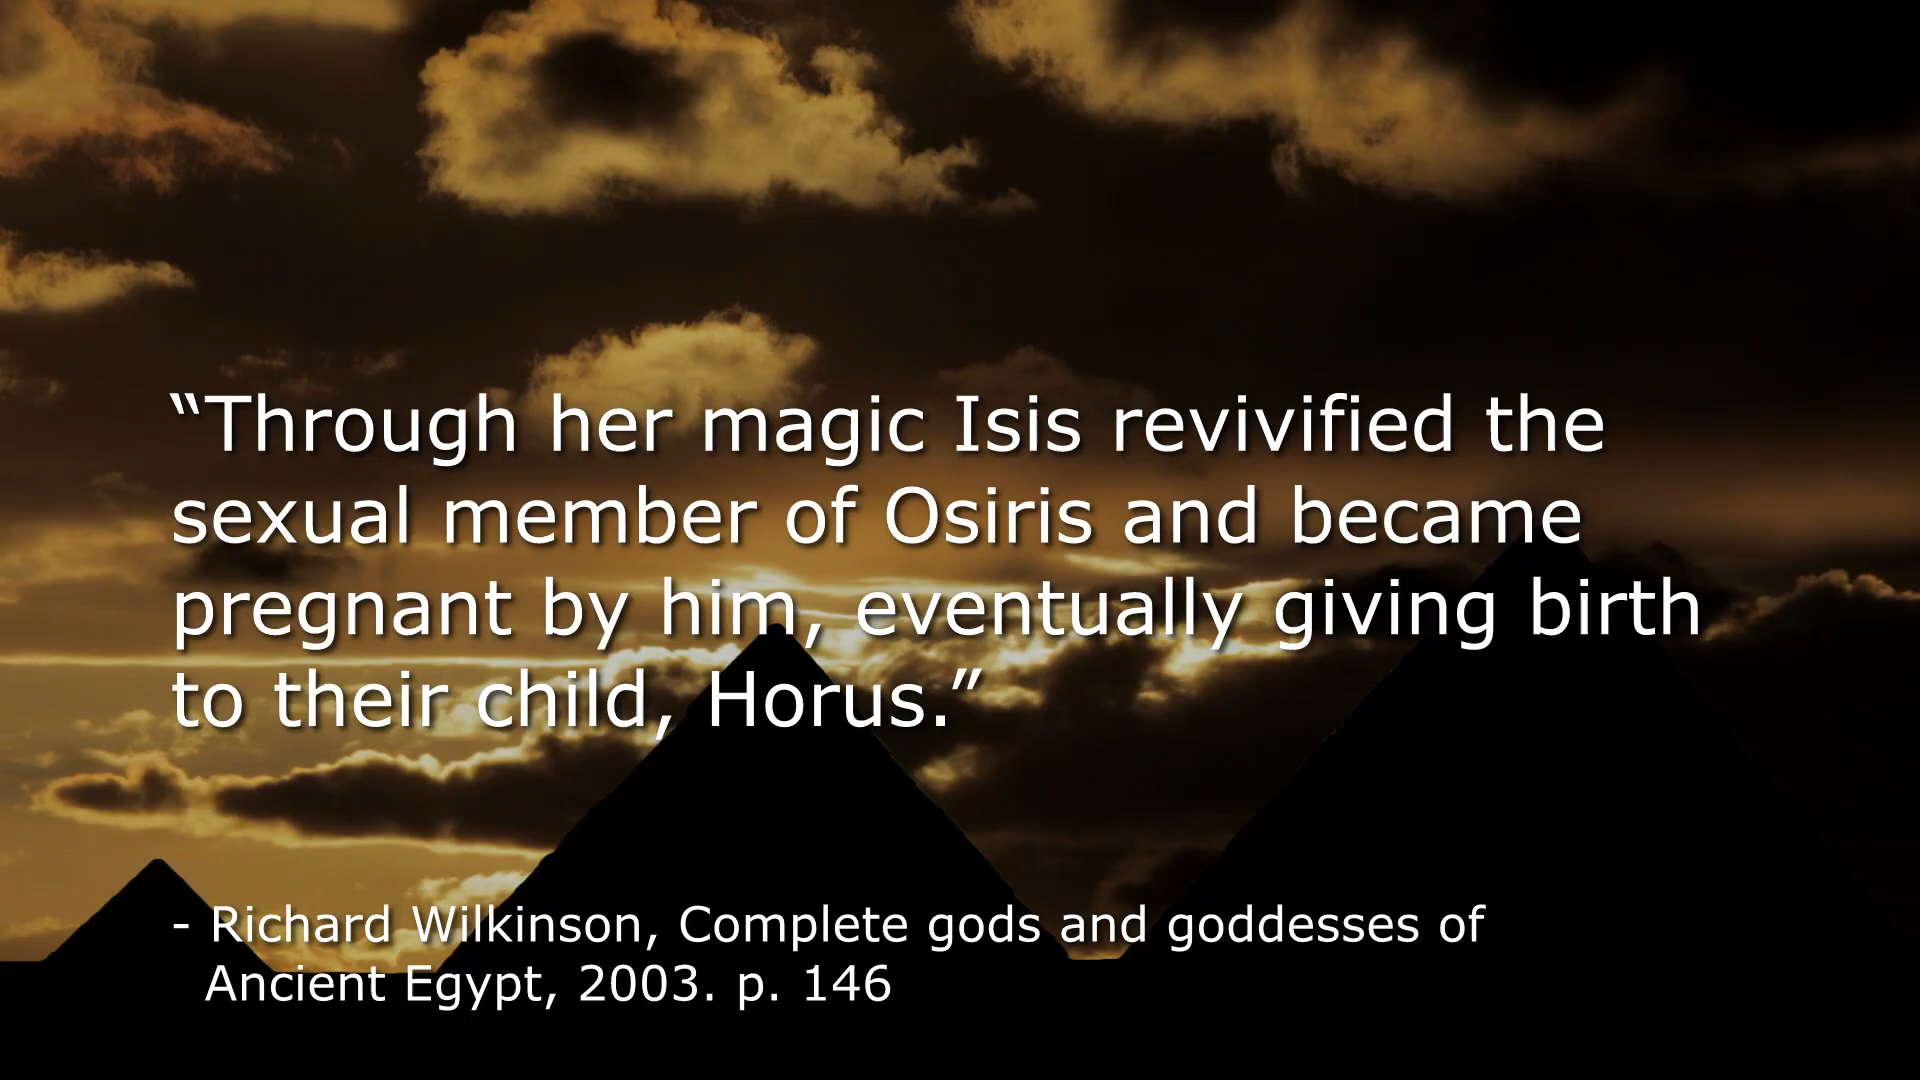 “Through her magic Isis revivified the
sexual member of Osiris and became
pregnant by him, eventually giving birth
to their child, Horus.”
- Richard Wilkinson, Complete gods and goddesses of
Ancient Egypt, 2003. p. 146